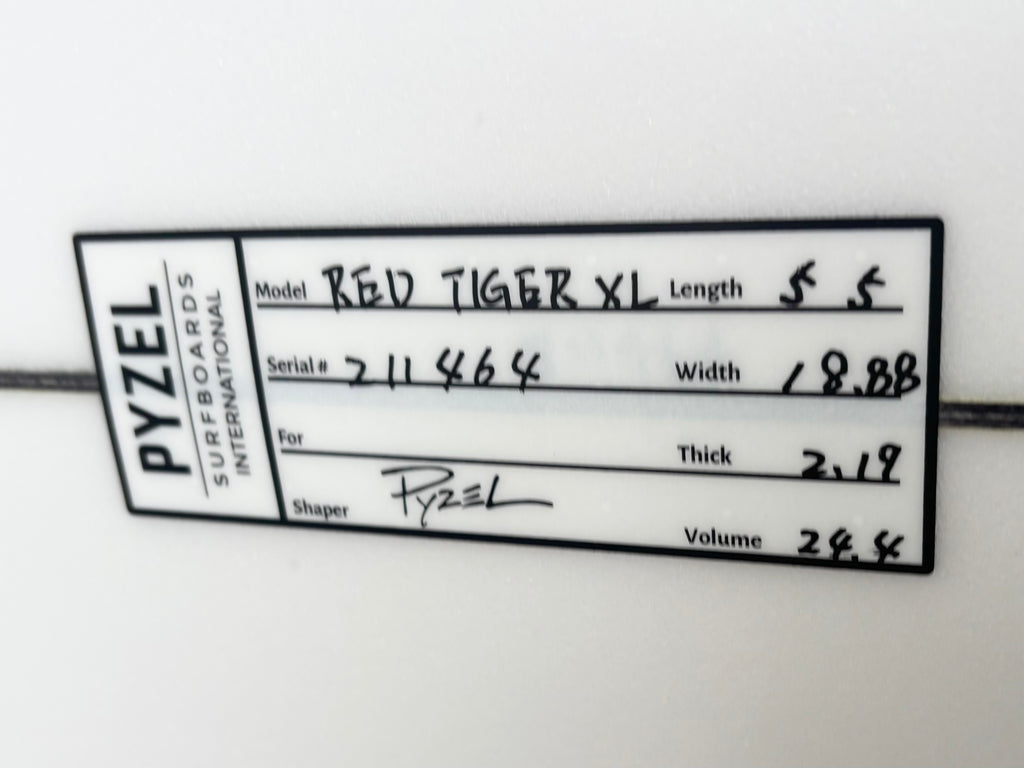 PYZEL
SURFBOARDS
INTERNATIONAL
Model RED TIGER XL Length 5 5
Serial # 211464 Width 18.88
For Thick 2.19
Shaper PYZEL Volume 24.4